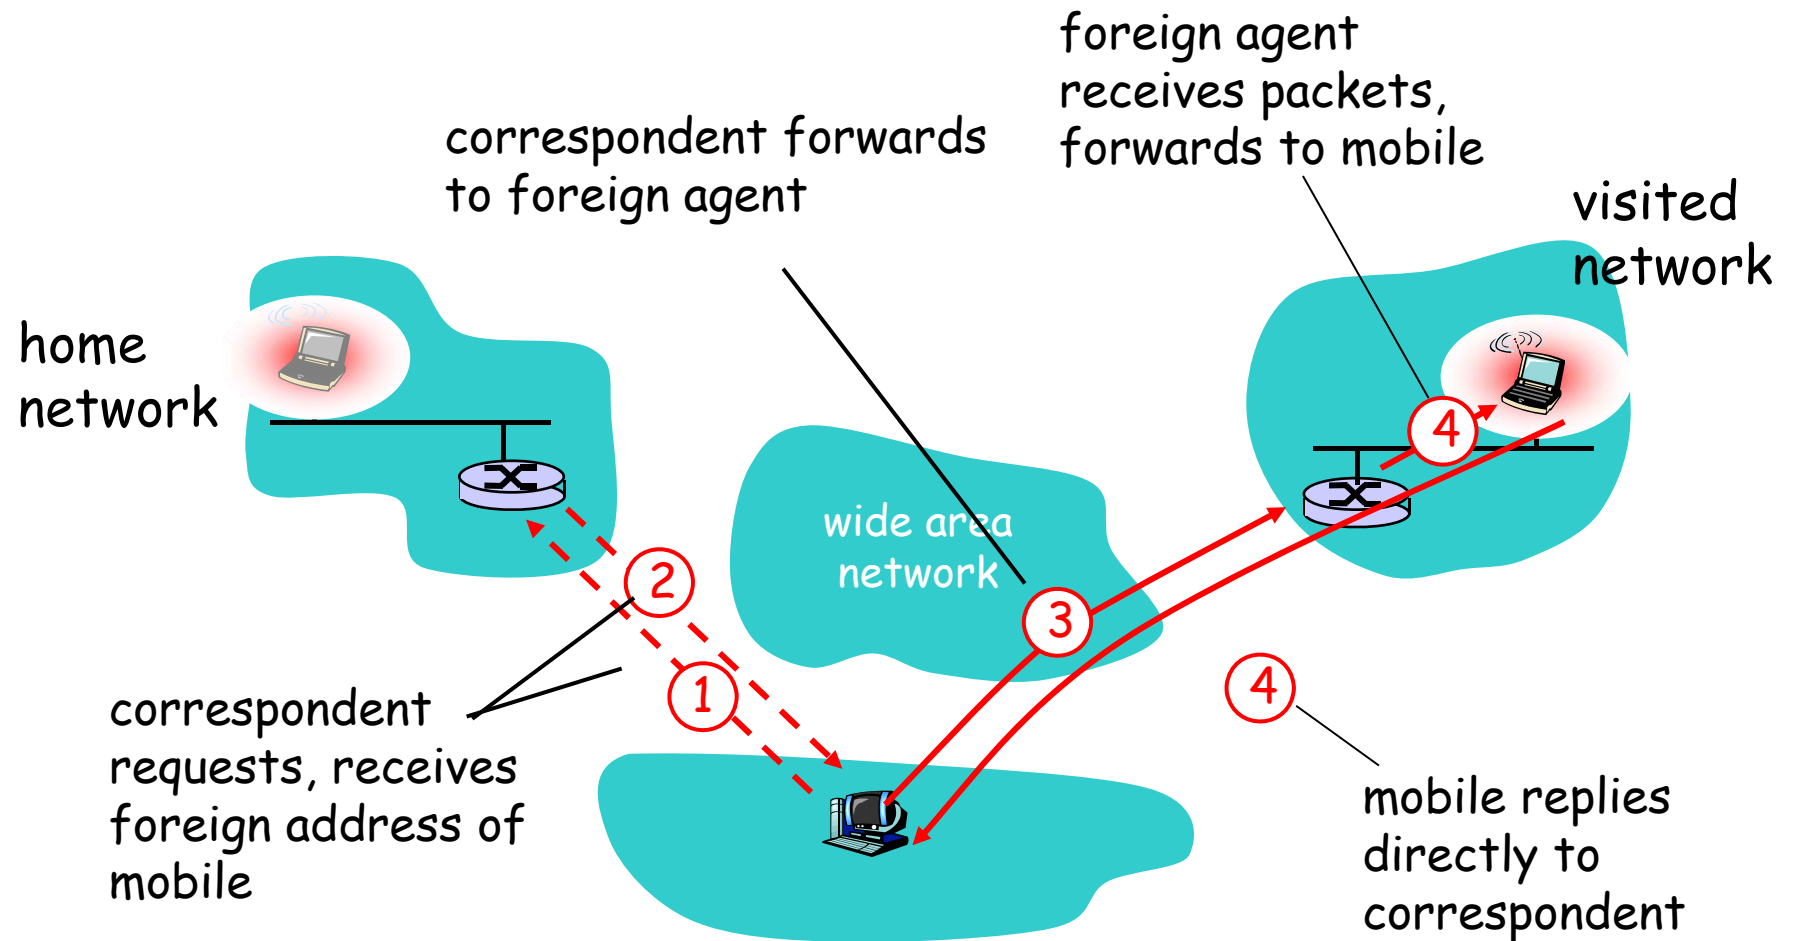 foreign agent
receives packets,
forwards to mobile
correspondent forwards
to foreign agent
visited
network
home
network
4
wide area
network
2
3
1
4
correspondent
requests, receives
foreign address of
mobile
mobile replies
directly to
correspondent